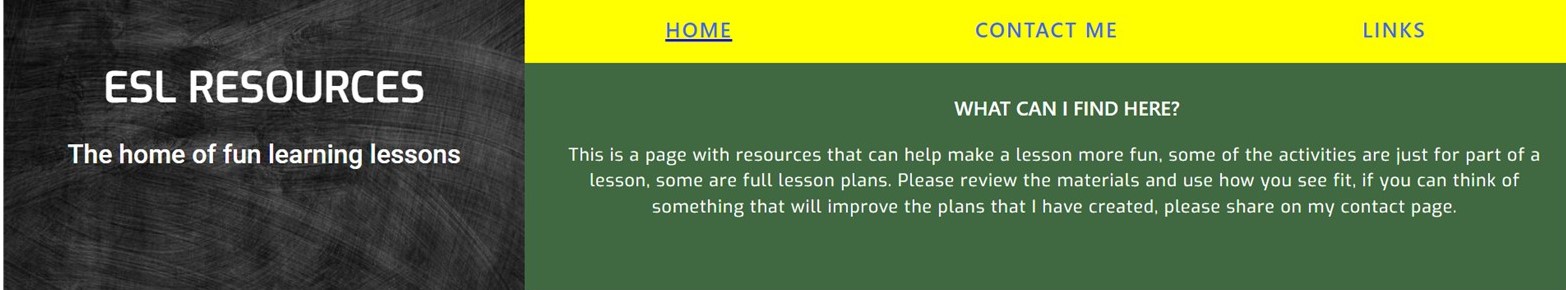 ESL RESOURCES
The home of fun learning lessons
HOME
CONTACT ME
LINKS
WHAT CAN I FIND HERE?
This is a page with resources that can help make a lesson more fun, some of the activities are just for part of a
lesson, some are full lesson plans. Please review the materials and use how you see fit, if you can think of
something that will improve the plans that I have created, please share on my contact page.